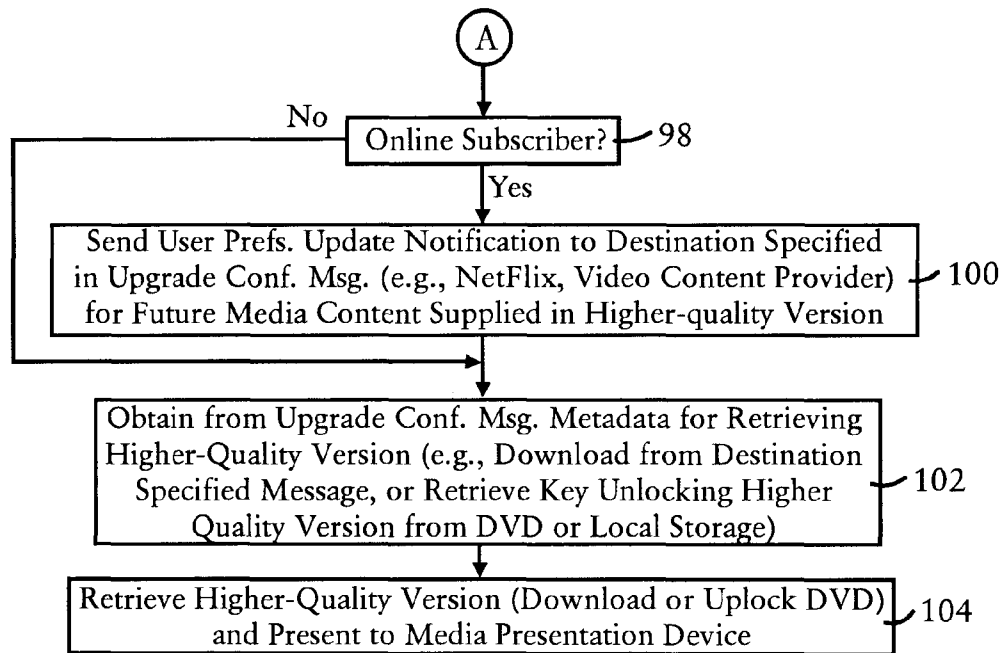 A
No
Online Subscriber?
98
Yes
Send User Prefs. Update Notification to Destination Specified
in Upgrade Conf. Msg. (e.g., NetFlix, Video Content Provider)
for Future Media Content Supplied in Higher-quality Version
100
Obtain from Upgrade Conf. Msg. Metadata for Retrieving
Higher-Quality Version (e.g., Download from Destination
Specified Message, or Retrieve Key Unlocking Higher
Quality Version from DVD or Local Storage)
102
Retrieve Higher-Quality Version (Download or Uplock DVD)
and Present to Media Presentation Device
104